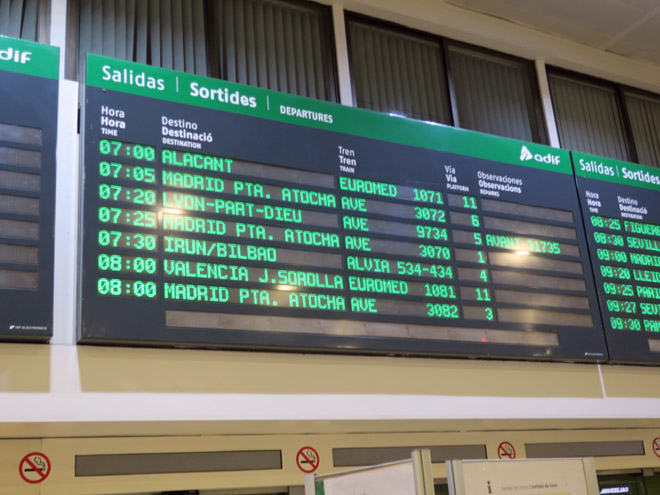 dif
Salidas | Sortides | DEPARTURES
adif
Hora
Hora
TIME
Destino
Destinació
DESTINATION
Tren
Tren
TRAIN
Vía
Via
PLATFORM
Observaciones
Observacions
REMARKS
07:00 ALACANT EUROMED 1071 11
07:05 MADRID PTA. ATOCHA AVE 3072 6
07:20 LYON-PART-DIEU AVE 9734 5 AVANT 31735
07:25 MADRID PTA. ATOCHA AVE 3070 1
07:30 IRUN/BILBAO ALVIA 534-434 4
08:00 VALENCIA J.SOROLLA EUROMED 1081 11
08:00 MADRID PTA. ATOCHA AVE 3082 3
Salidas | Sortides
Hora
Hora
TIME
Destino
Destinació
DESTINATION
08:25 FIGUERE
08:30 SEVILL
09:00 MADRID
09:20 LLEID
09:25 PARIS
09:27 SEVI
09:30 PAM